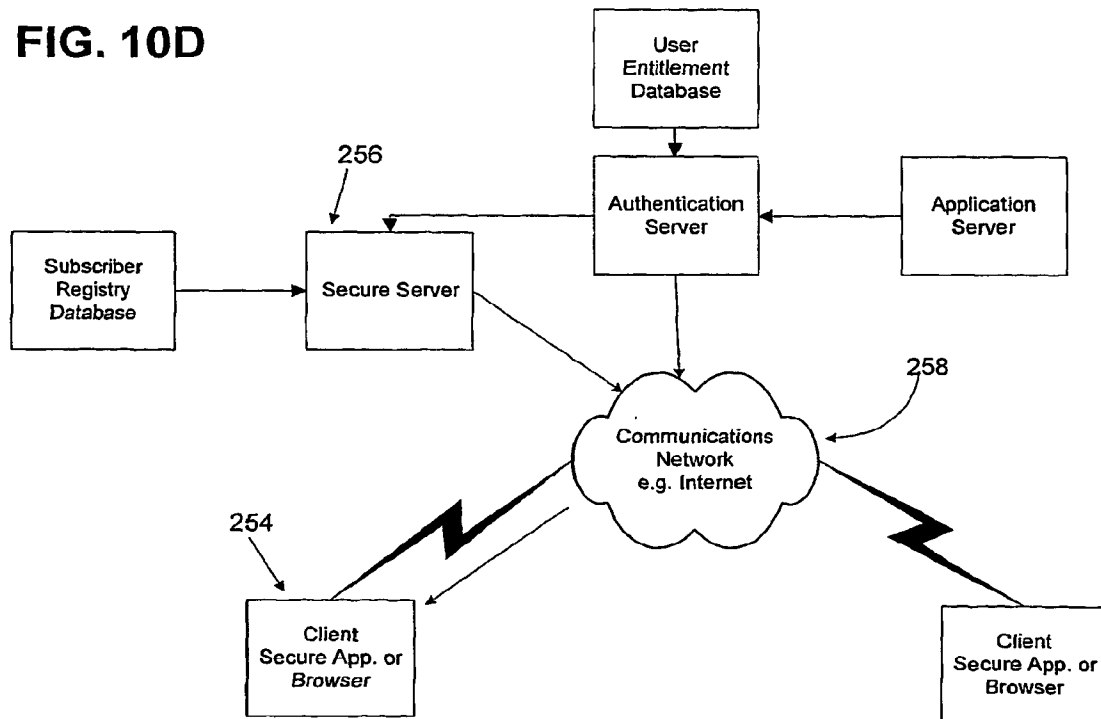 FIG. 10D
User
Entitlement
Database
256
Authentication
Server
Application
Server
Subscriber
Registry
Database
Secure Server
258
Communications
Network
e.g. Internet
254
Client
Secure App. or
Browser
Client
Secure App. or
Browser